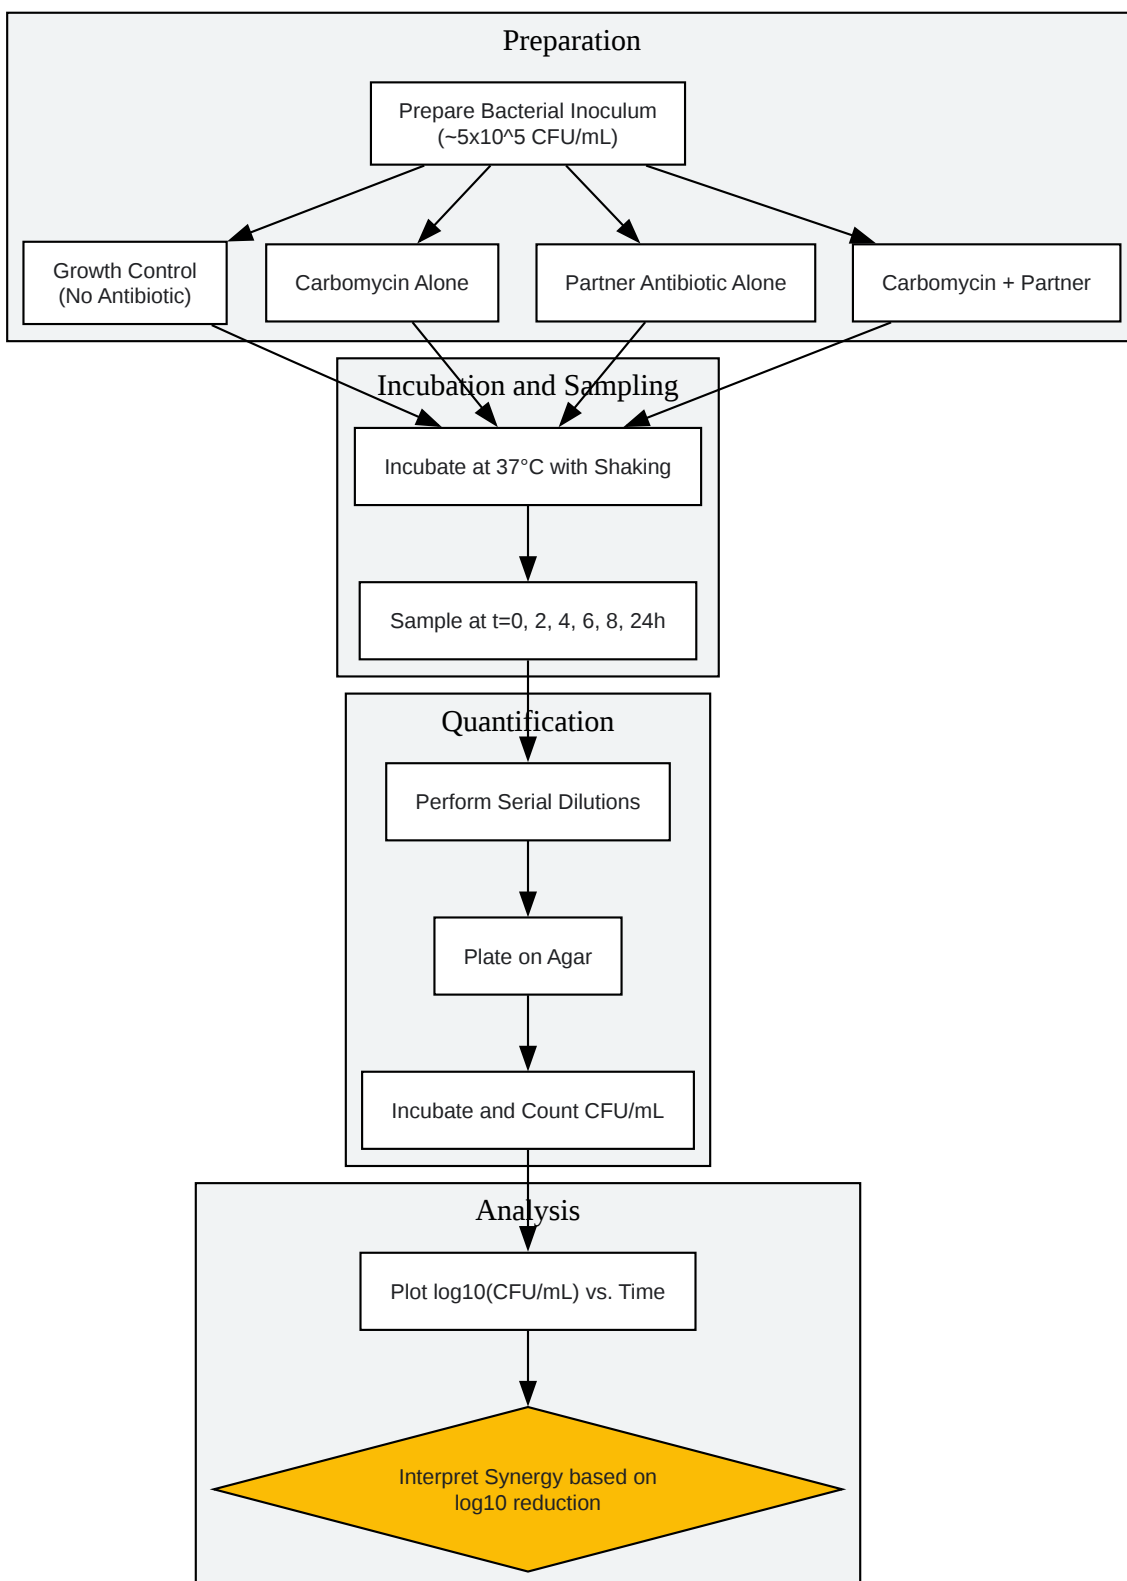 Preparation
Prepare Bacterial Inoculum
(~5x10^5 CFU/mL)
Growth Control
(No Antibiotic)
Carbomycin Alone
Partner Antibiotic Alone
Carbomycin + Partner
Incubation and Sampling
Incubate at 37°C with Shaking
Sample at t=0, 2, 4, 6, 8, 24h
Quantification
Perform Serial Dilutions
Plate on Agar
Incubate and Count CFU/mL
Analysis
Plot log10(CFU/mL) vs. Time
Interpret Synergy based on
log10 reduction